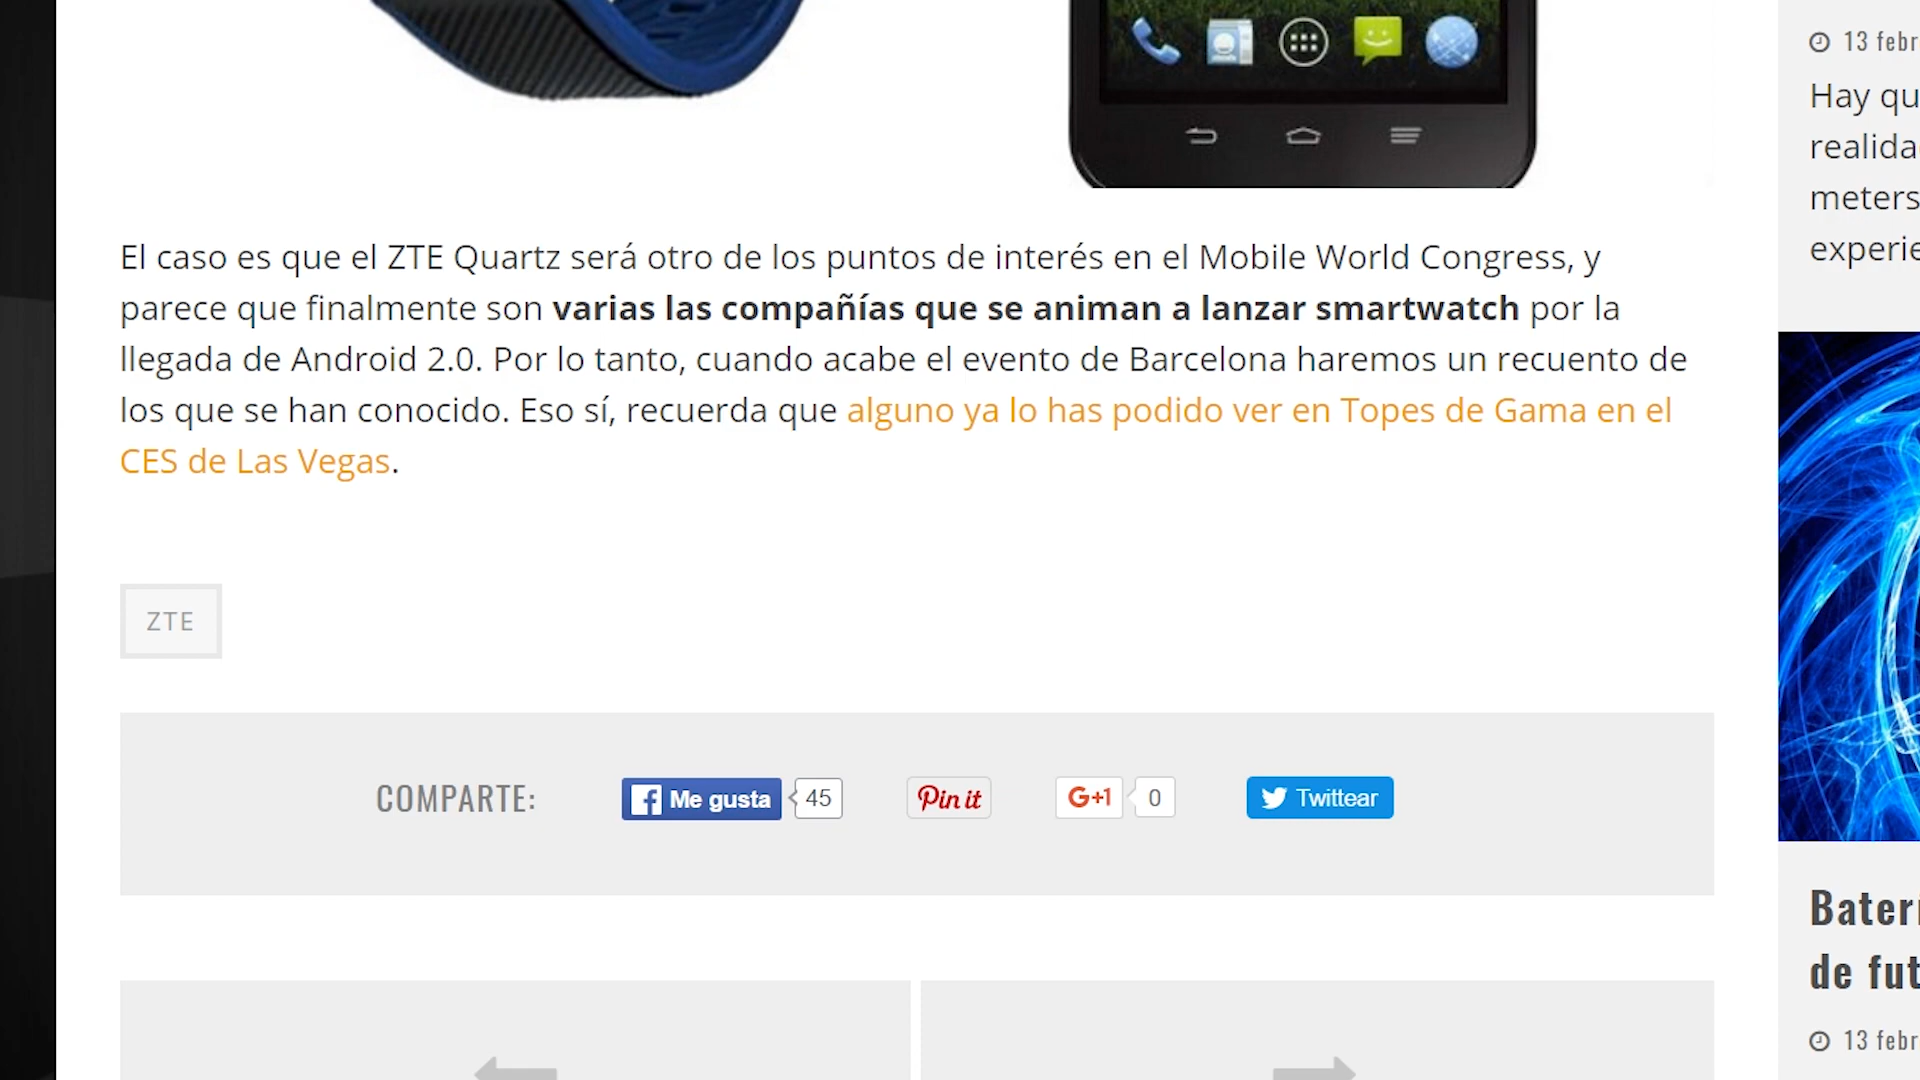 El caso es que el ZTE Quartz será otro de los puntos de interés en el Mobile World Congress, y
parece que finalmente son varias las compañías que se animan a lanzar smartwatch por la
llegada de Android 2.0. Por lo tanto, cuando acabe el evento de Barcelona haremos un recuento de
los que se han conocido. Eso sí, recuerda que alguno ya lo has podido ver en Topes de Gama en el
CES de Las Vegas.
ZTE
COMPARTE:
Me gusta
45
Pin it
G+1
0
Twittear
13 febr
Hay qu
realida
meters
experie
Bater
de fut
13 febr